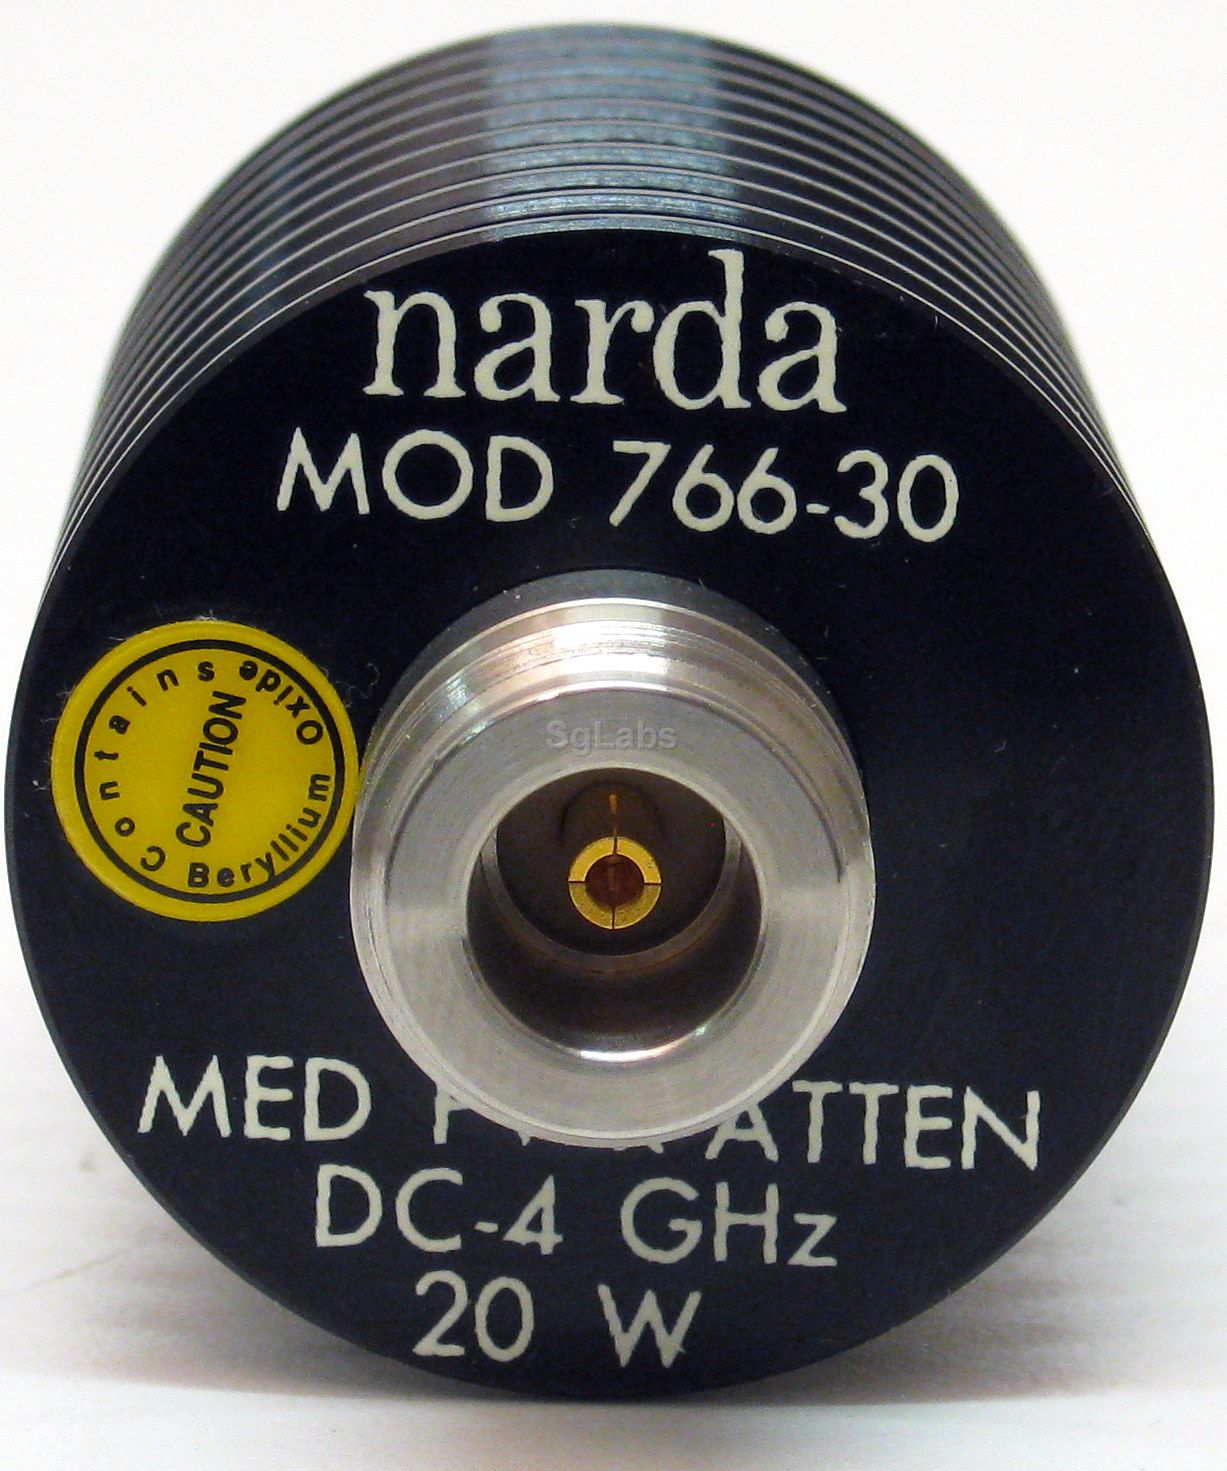 narda
MOD 766-30
Contains Beryllium Oxide
CAUTION
SgLabs
MED ATTEN
DC-4 GHz
20 W